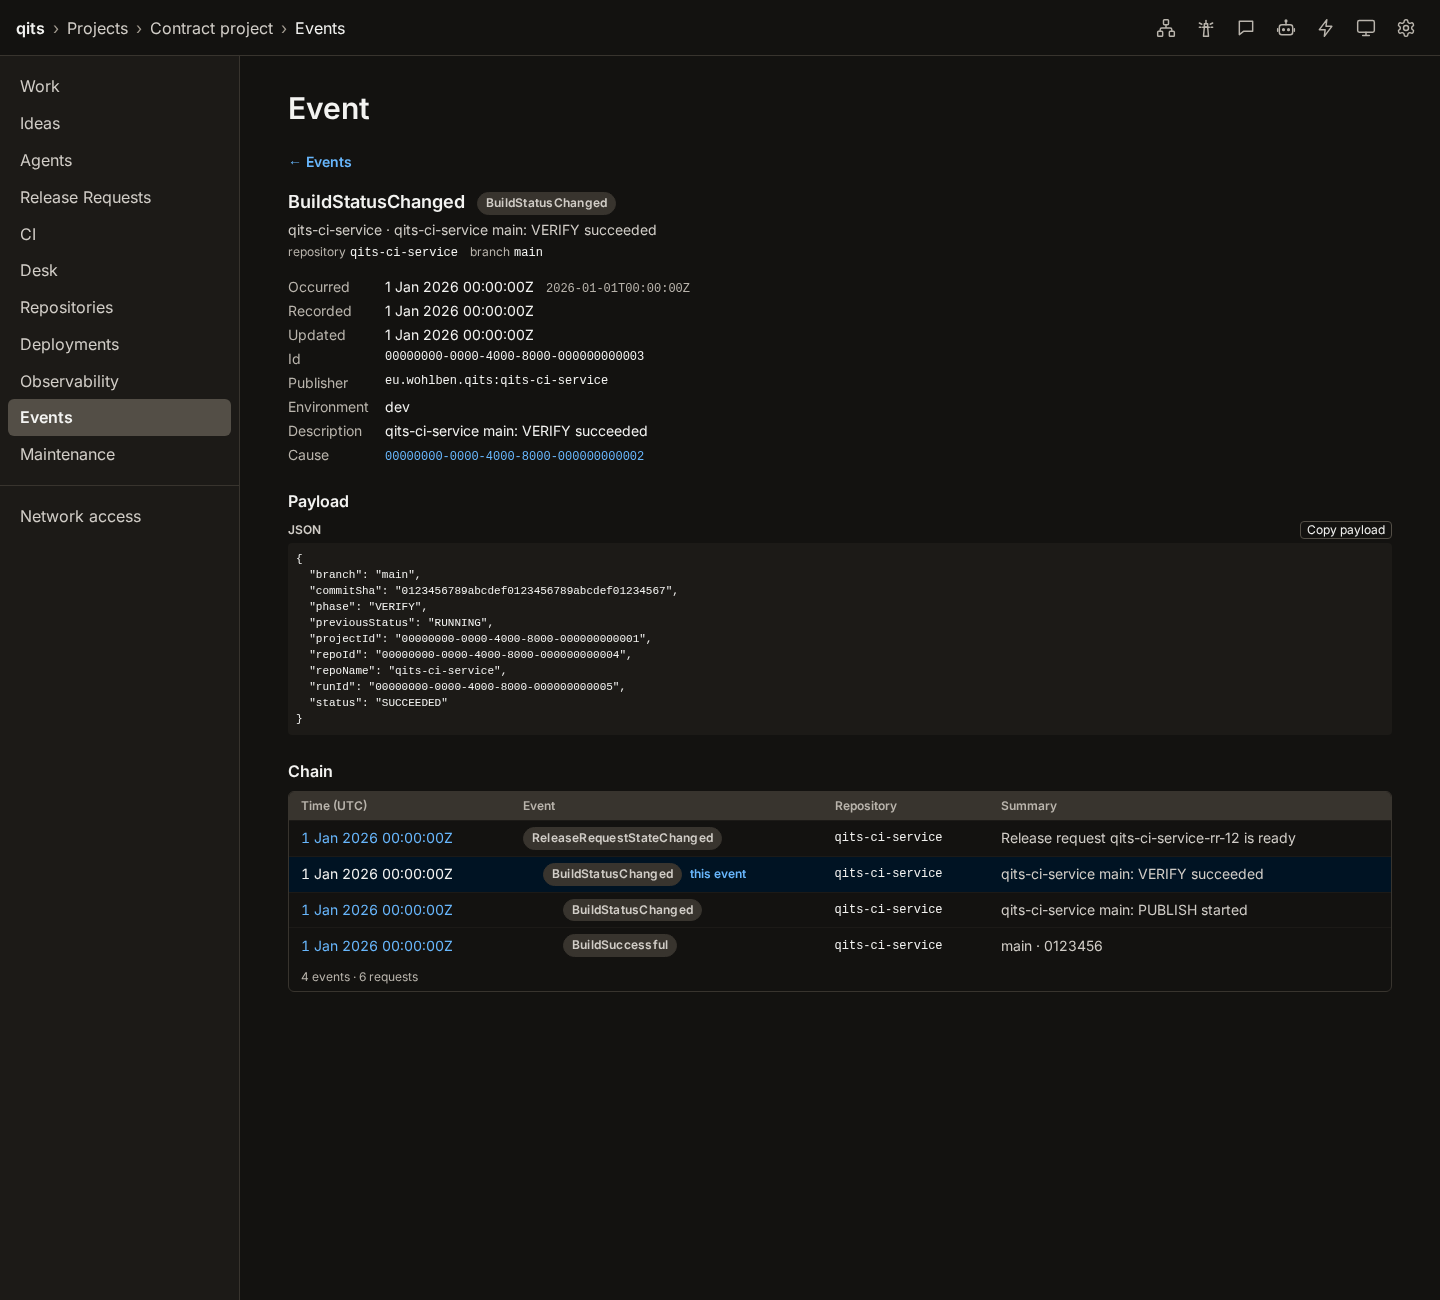 qits › Projects › Contract project › Events
Work
Ideas
Agents
Release Requests
CI
Desk
Repositories
Deployments
Observability
Events
Maintenance
Network access
Event
← Events
BuildStatusChanged BuildStatusChanged
qits-ci-service · qits-ci-service main: VERIFY succeeded
repository qits-ci-service branch main
Occurred 1 Jan 2026 00:00:00Z 2026-01-01T00:00:00Z
Recorded 1 Jan 2026 00:00:00Z
Updated 1 Jan 2026 00:00:00Z
Id 00000000-0000-4000-8000-000000000003
Publisher eu.wohlben.qits:qits-ci-service
Environment dev
Description qits-ci-service main: VERIFY succeeded
Cause 00000000-0000-4000-8000-000000000002
Payload
JSON Copy payload
{
  "branch": "main",
  "commitSha": "0123456789abcdef0123456789abcdef01234567",
  "phase": "VERIFY",
  "previousStatus": "RUNNING",
  "projectId": "00000000-0000-4000-8000-000000000001",
  "repoId": "00000000-0000-4000-8000-000000000004",
  "repoName": "qits-ci-service",
  "runId": "00000000-0000-4000-8000-000000000005",
  "status": "SUCCEEDED"
}
Chain
Time (UTC) Event Repository Summary
1 Jan 2026 00:00:00Z ReleaseRequestStateChanged qits-ci-service Release request qits-ci-service-rr-12 is ready
1 Jan 2026 00:00:00Z BuildStatusChanged this event qits-ci-service qits-ci-service main: VERIFY succeeded
1 Jan 2026 00:00:00Z BuildStatusChanged qits-ci-service qits-ci-service main: PUBLISH started
1 Jan 2026 00:00:00Z BuildSuccessful qits-ci-service main · 0123456
4 events · 6 requests